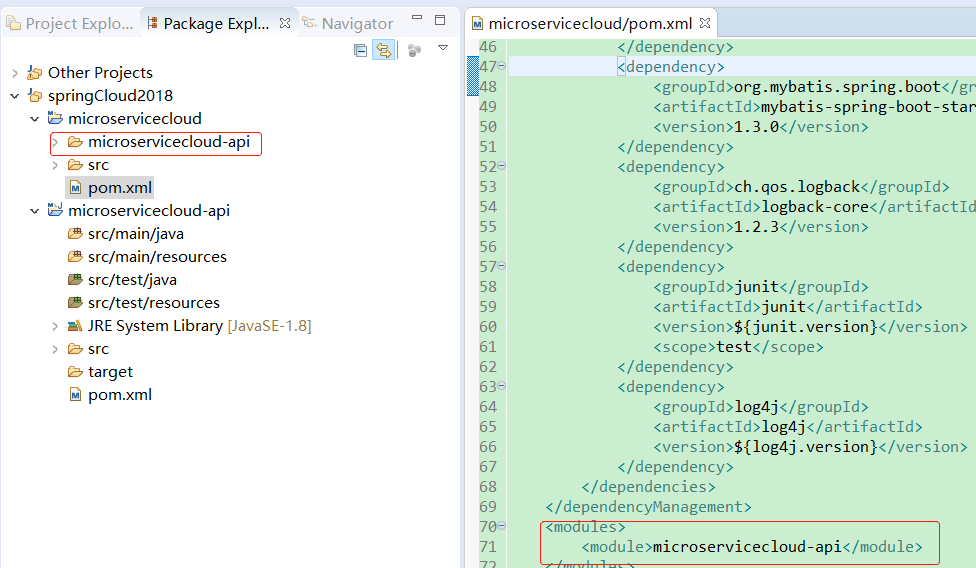 Project Explo...
Package Expl...
Navigator
Other Projects
springCloud2018
microservicecloud
microservicecloud-api
src
pom.xml
microservicecloud-api
src/main/java
src/main/resources
src/test/java
src/test/resources
JRE System Library [JavaSE-1.8]
src
target
pom.xml
microservicecloud/pom.xml
46 </dependency>
47 <dependency>
48 <groupId>org.mybatis.spring.boot</gr
49 <artifactId>mybatis-spring-boot-star
50 <version>1.3.0</version>
51 </dependency>
52 <dependency>
53 <groupId>ch.qos.logback</groupId>
54 <artifactId>logback-core</artifactId
55 <version>1.2.3</version>
56 </dependency>
57 <dependency>
58 <groupId>junit</groupId>
59 <artifactId>junit</artifactId>
60 <version>${junit.version}</version>
61 <scope>test</scope>
62 </dependency>
63 <dependency>
64 <groupId>log4j</groupId>
65 <artifactId>log4j</artifactId>
66 <version>${log4j.version}</version>
67 </dependency>
68 </dependencies>
69 </dependencyManagement>
70 <modules>
71 <module>microservicecloud-api</module>
72 </modules>